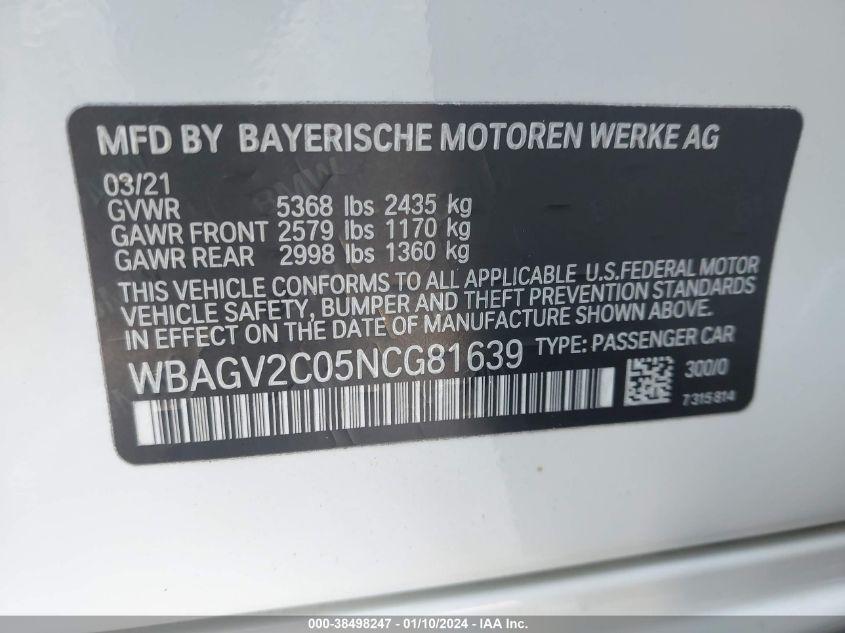 MFD BY BAYERISCHE MOTOREN WERKE AG
03/21
GVWR 5368 lbs 2435 kg
GAWR FRONT 2579 lbs 1170 kg
GAWR REAR 2998 lbs 1360 kg
THIS VEHICLE CONFORMS TO ALL APPLICABLE U.S.FEDERAL MOTOR
VEHICLE SAFETY, BUMPER AND THEFT PREVENTION STANDARDS
IN EFFECT ON THE DATE OF MANUFACTURE SHOWN ABOVE.
WBAGV2C05NCG81639 TYPE: PASSENGER CAR
300/0
7315814
000-38498247 - 01/10/2024 - IAA Inc.